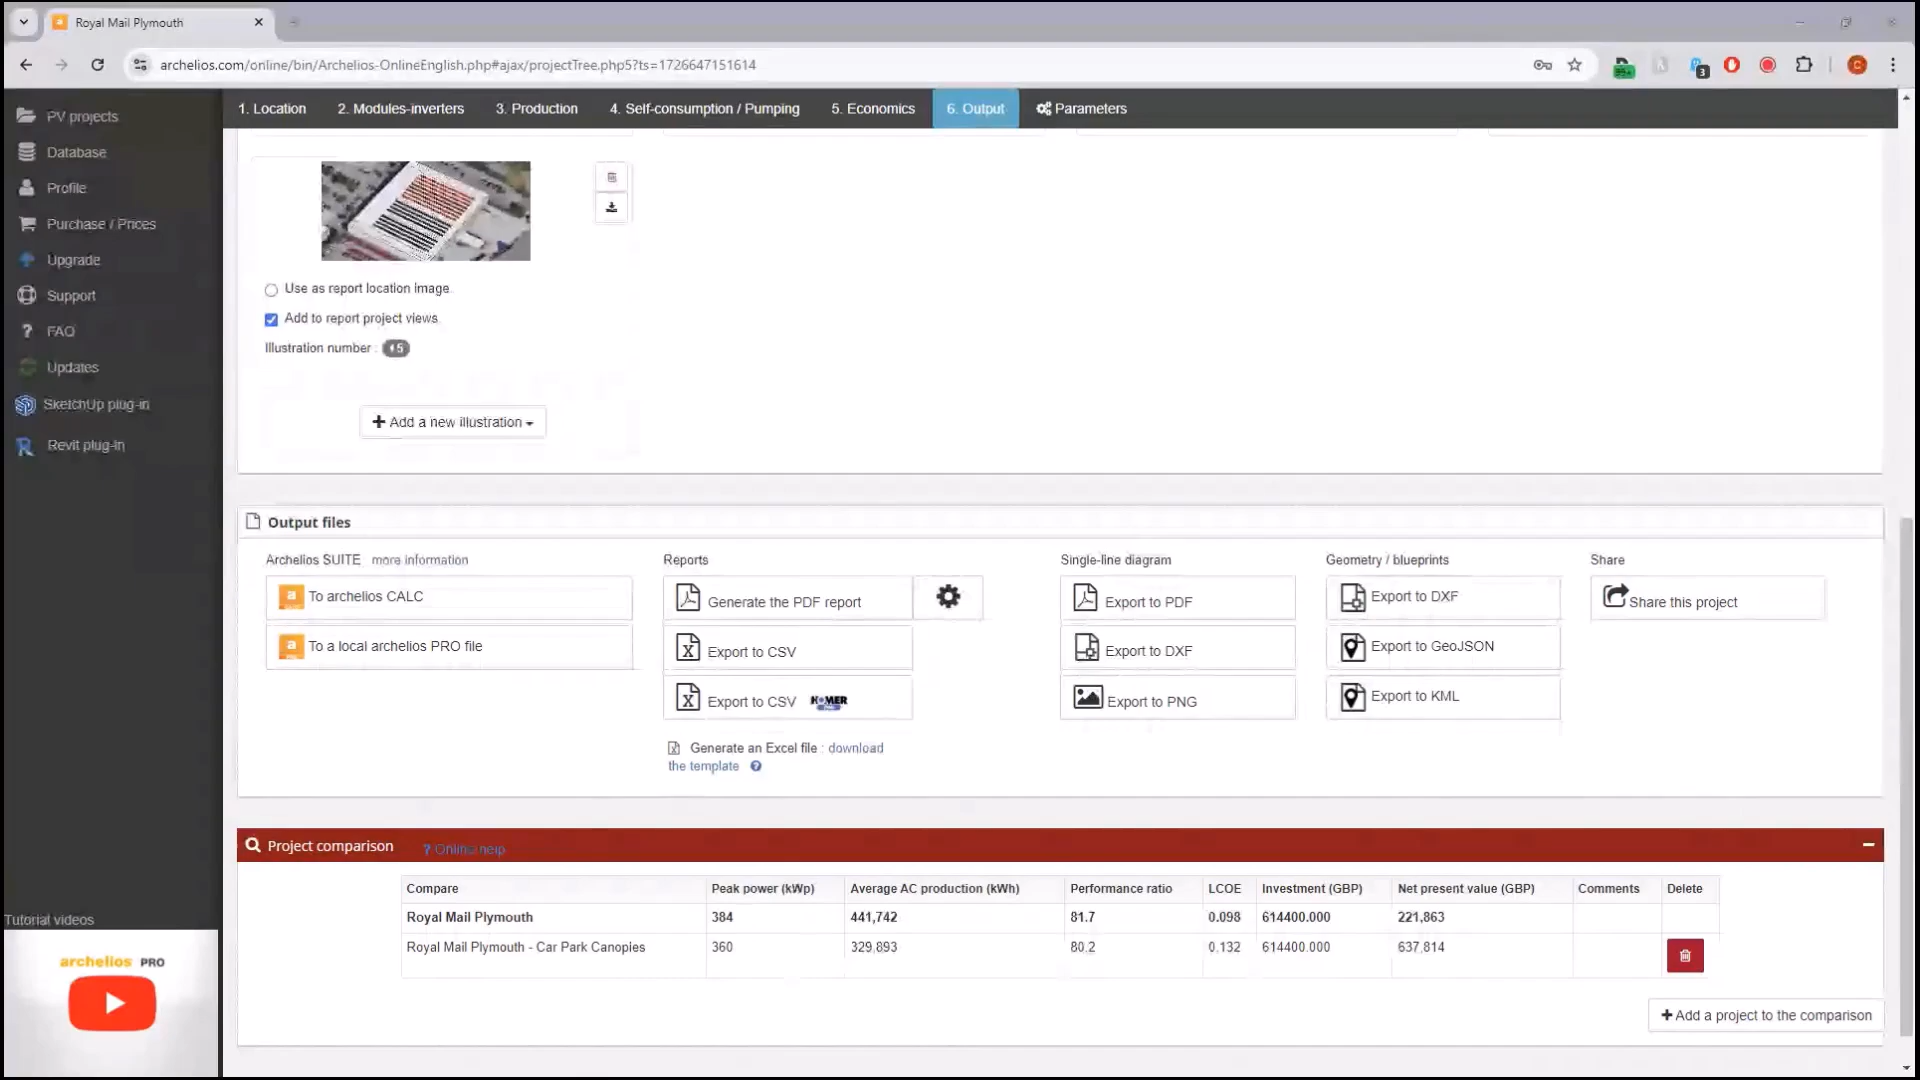 Royal Mail Plymouth
archelios.com/online/bin/Archelios-OnlineEnglish.php#ajax/projectTree.php5?ts=1726647151614
3
PV projects
Database
Profile
Purchase / Prices
Upgrade
Support
? FAQ
Updates
SketchUp plug-in
Revit plug-in
Tutorial videos
archelios PRO
1. Location 2. Modules-inverters 3. Production 4. Self-consumption / Pumping 5. Economics 6. Output Parameters
Use as report location image
Add to report project views
Illustration number : 5
+ Add a new illustration
Output files
Archelios SUITE more information
To archelios CALC
To a local archelios PRO file
Reports
Generate the PDF report
Export to CSV
Export to CSV HOMER
Generate an Excel file : download
the template ?
Single-line diagram
Export to PDF
Export to DXF
Export to PNG
Geometry / blueprints
Export to DXF
Export to GeoJSON
Export to KML
Share
Share this project
Project comparison ? Online help
Compare Peak power (kWp) Average AC production (kWh) Performance ratio LCOE Investment (GBP) Net present value (GBP) Comments Delete
Royal Mail Plymouth 384 441,742 81.7 0.098 614400.000 221,863
Royal Mail Plymouth - Car Park Canopies 360 329,893 80.2 0.132 614400.000 637,814
+ Add a project to the comparison